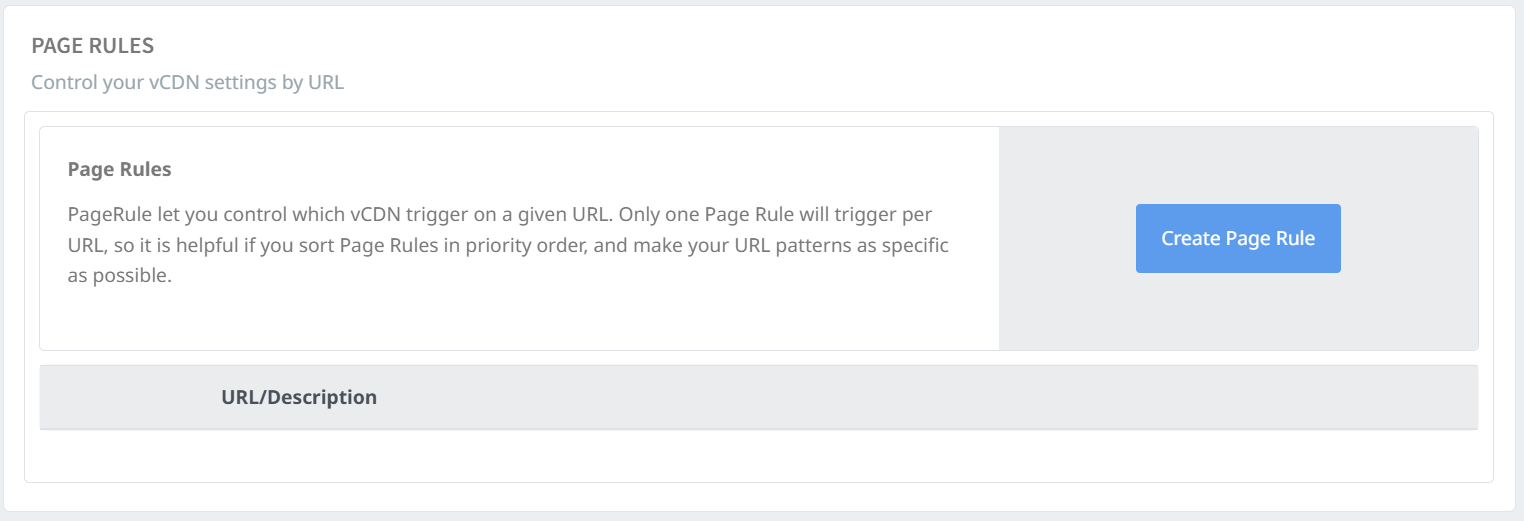 PAGE RULES
Control your vCDN settings by URL
Page Rules
PageRule let you control which vCDN trigger on a given URL. Only one Page Rule will trigger per
URL, so it is helpful if you sort Page Rules in priority order, and make your URL patterns as specific
as possible.
Create Page Rule
URL/Description